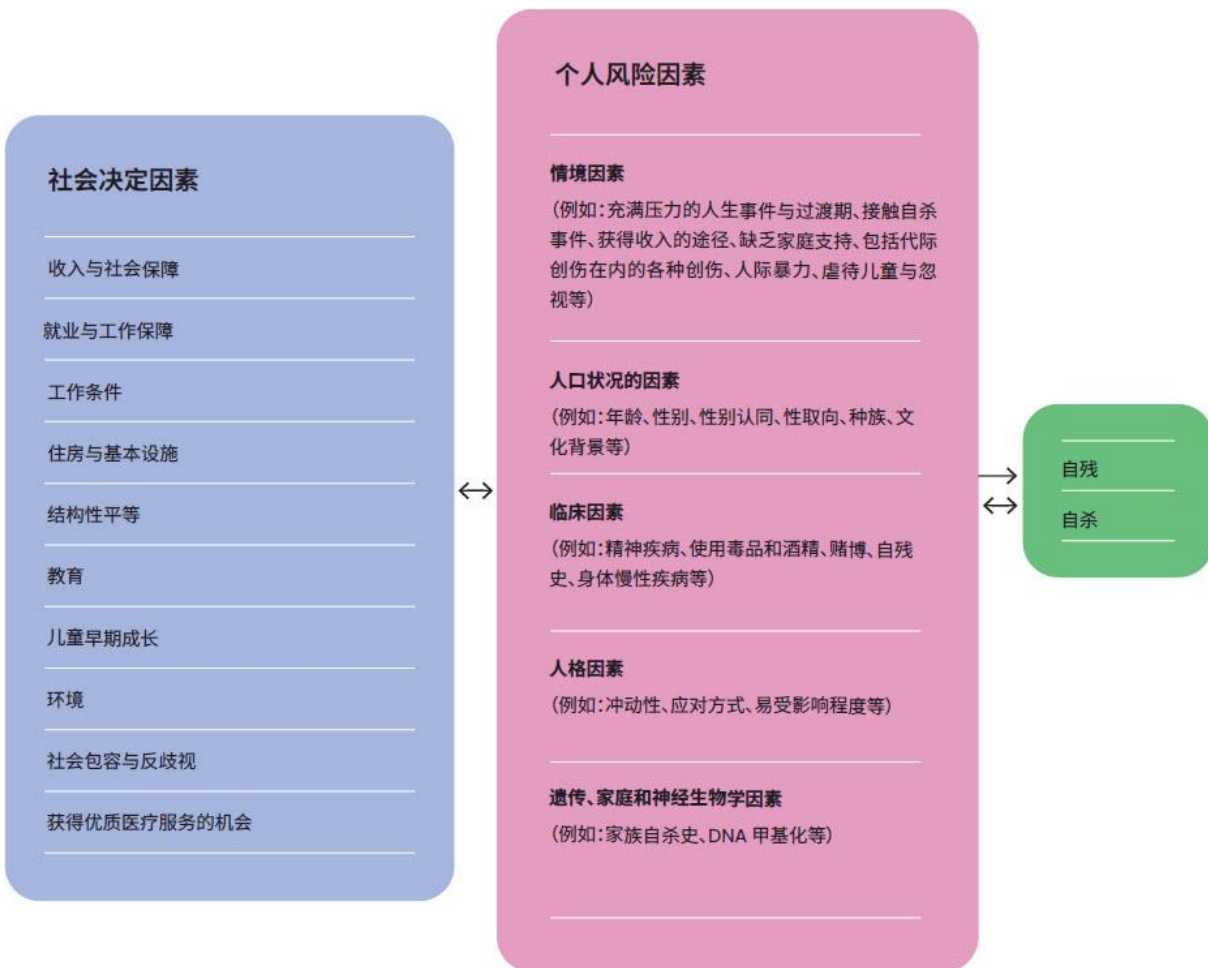 社会决定因素
收入与社会保障
就业与工作保障
工作条件
住房与基本设施
结构性平等
教育
儿童早期成长
环境
社会包容与反歧视
获得优质医疗服务的机会
个人风险因素
情境因素
（例如：充满压力的人生事件与过渡期、接触自杀
事件、获得收入的途径、缺乏家庭支持、包括代际
创伤在内的各种创伤、人际暴力、虐待儿童与忽
视等）
人口状况的因素
（例如：年龄、性别、性别认同、性取向、种族、文
化背景等）
临床因素
（例如：精神疾病、使用毒品和酒精、赌博、自残
史、身体慢性疾病等）
人格因素
（例如：冲动性、应对方式、易受影响程度等）
遗传、家庭和神经生物学因素
（例如：家族自杀史、DNA 甲基化等）
自残
自杀